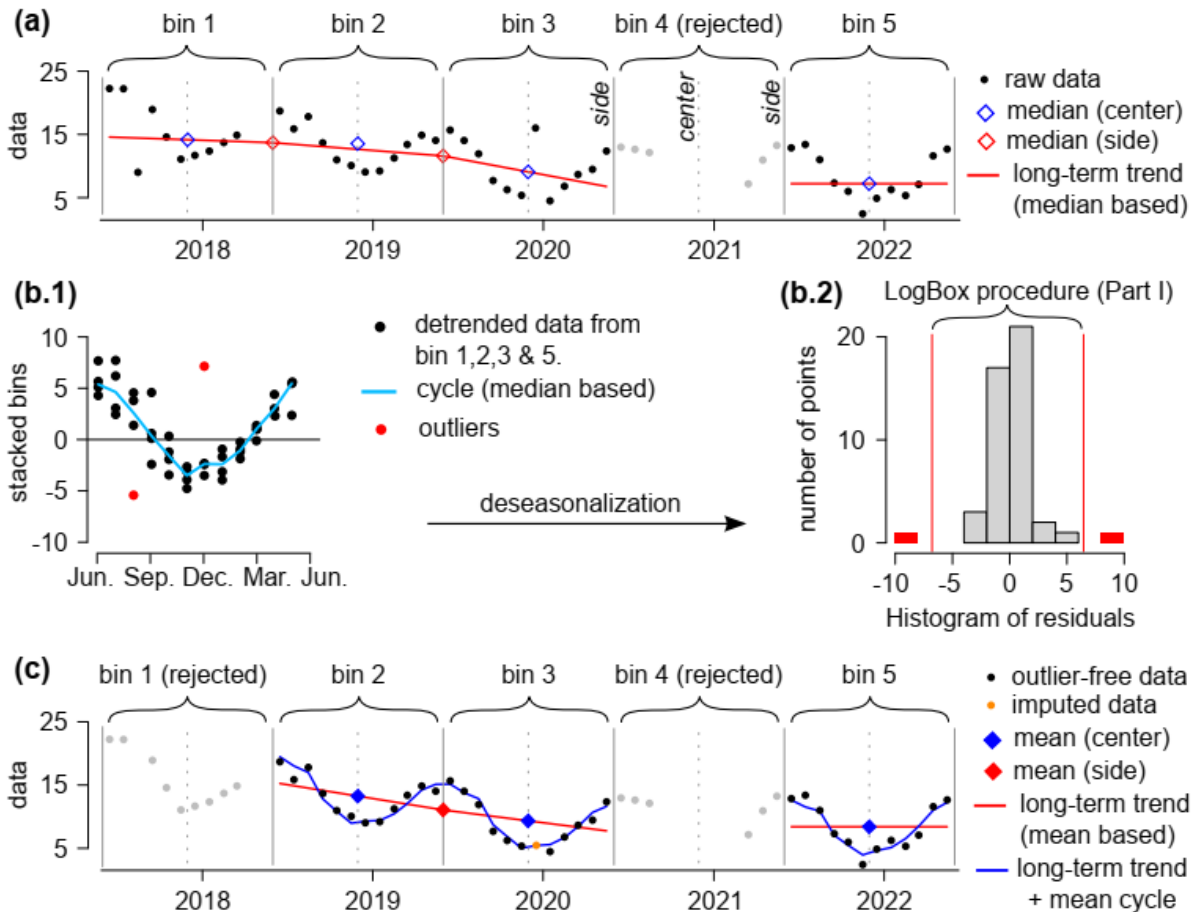 (a)
bin 1
bin 2
bin 3
bin 4 (rejected)
bin 5
25
15
5
data
side
center
side
2018
2019
2020
2021
2022
raw data
median (center)
median (side)
long-term trend
(median based)
(b.1)
10
5
0
-5
-10
stacked bins
Jun.
Sep.
Dec.
Mar.
Jun.
detrended data from
bin 1,2,3 & 5.
cycle (median based)
outliers
deseasonalization
(b.2)
LogBox procedure (Part I)
20
10
0
number of points
-10
-5
0
5
10
Histogram of residuals
(c)
bin 1 (rejected)
bin 2
bin 3
bin 4 (rejected)
bin 5
25
15
5
data
2018
2019
2020
2021
2022
outlier-free data
imputed data
mean (center)
mean (side)
long-term trend
(mean based)
long-term trend
+ mean cycle